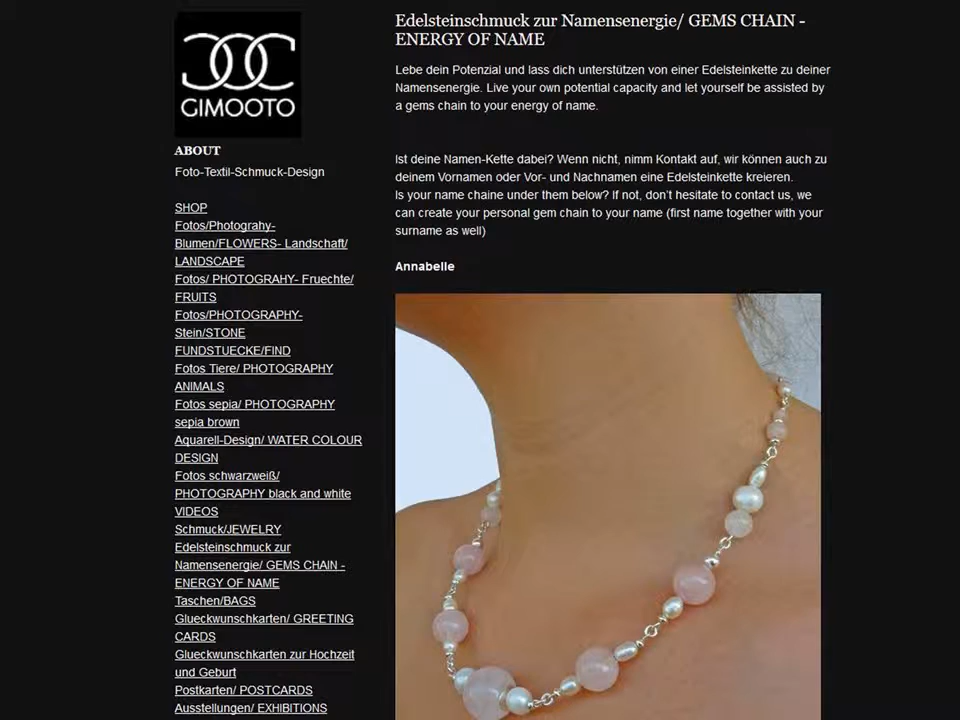 GIMOOTO
ABOUT
Foto-Textil-Schmuck-Design
SHOP
Fotos/Photograhy-
Blumen/FLOWERS- Landschaft/
LANDSCAPE
Fotos/ PHOTOGRAHY- Fruechte/
FRUITS
Fotos/PHOTOGRAPHY-
Stein/STONE
FUNDSTUECKE/FIND
Fotos Tiere/ PHOTOGRAPHY
ANIMALS
Fotos sepia/ PHOTOGRAPHY
sepia brown
Aquarell-Design/ WATER COLOUR
DESIGN
Fotos schwarzweiß/
PHOTOGRAPHY black and white
VIDEOS
Schmuck/JEWELRY
Edelsteinschmuck zur
Namensenergie/ GEMS CHAIN -
ENERGY OF NAME
Taschen/BAGS
Glueckwunschkarten/ GREETING
CARDS
Glueckwunschkarten zur Hochzeit
und Geburt
Postkarten/ POSTCARDS
Ausstellungen/ EXHIBITIONS
Edelsteinschmuck zur Namensenergie/ GEMS CHAIN -
ENERGY OF NAME
Lebe dein Potenzial und lass dich unterstützen von einer Edelsteinkette zu deiner
Namensenergie. Live your own potential capacity and let yourself be assisted by
a gems chain to your energy of name.
Ist deine Namen-Kette dabei? Wenn nicht, nimm Kontakt auf, wir können auch zu
deinem Vornamen oder Vor- und Nachnamen eine Edelsteinkette kreieren.
Is your name chaine under them below? If not, don't hesitate to contact us, we
can create your personal gem chain to your name (first name together with your
surname as well)
Annabelle